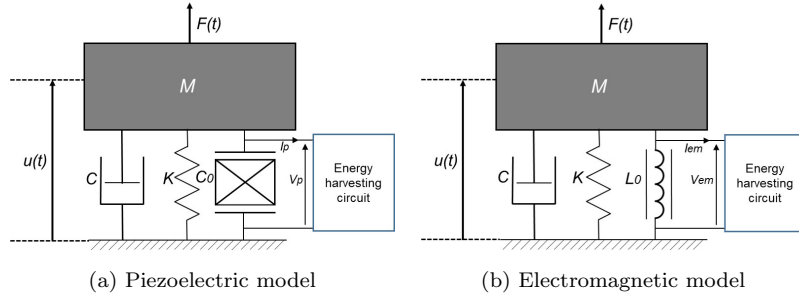 F(t)
M
u(t)
C
K
C0
Ip
Vp
Energy
harvesting
circuit
(a) Piezoelectric model
F(t)
M
u(t)
C
K
L0
Iem
Vem
Energy
harvesting
circuit
(b) Electromagnetic model